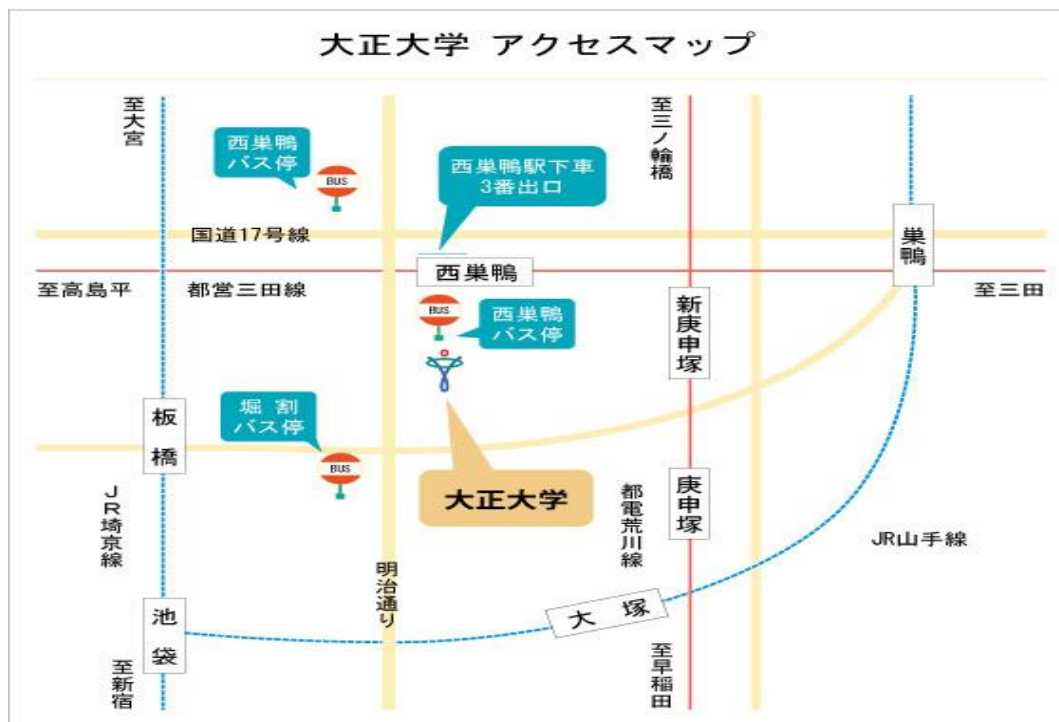 大正大学 アクセスマップ
至大宮
西巣鴨
バス停
BUS
西巣鴨駅下車
3番出口
至三ノ輪橋
国道17号線
巣鴨
西巣鴨
至高島平
都営三田線
至三田
BUS
西巣鴨
バス停
新庚申塚
堀 割
バス停
BUS
板橋
大正大学
庚申塚
都電荒川線
JR埼京線
JR山手線
明治通り
大塚
池袋
至新宿
至早稲田